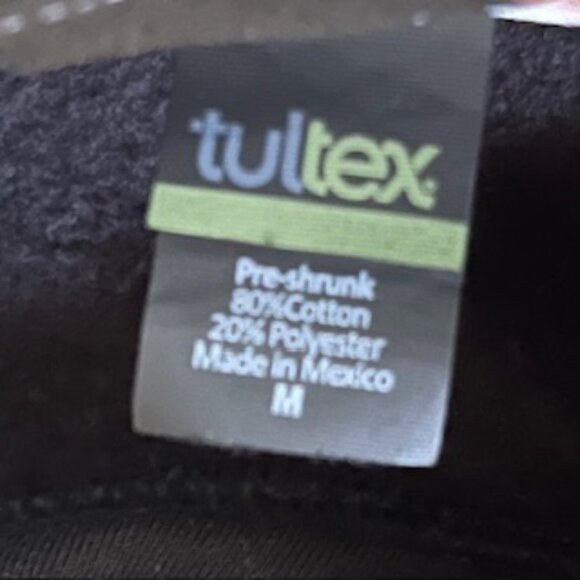 tultex
Pre-shrunk
80%Cotton
20% Polyester
Made in Mexico
M